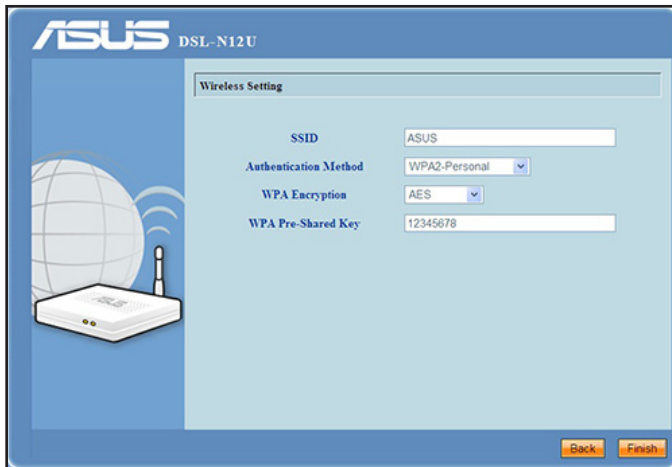 ASUS DSL-N12U
Wireless Setting
SSID ASUS
Authentication Method WPA2-Personal
WPA Encryption AES
WPA Pre-Shared Key 12345678
ASUS
Back Finish